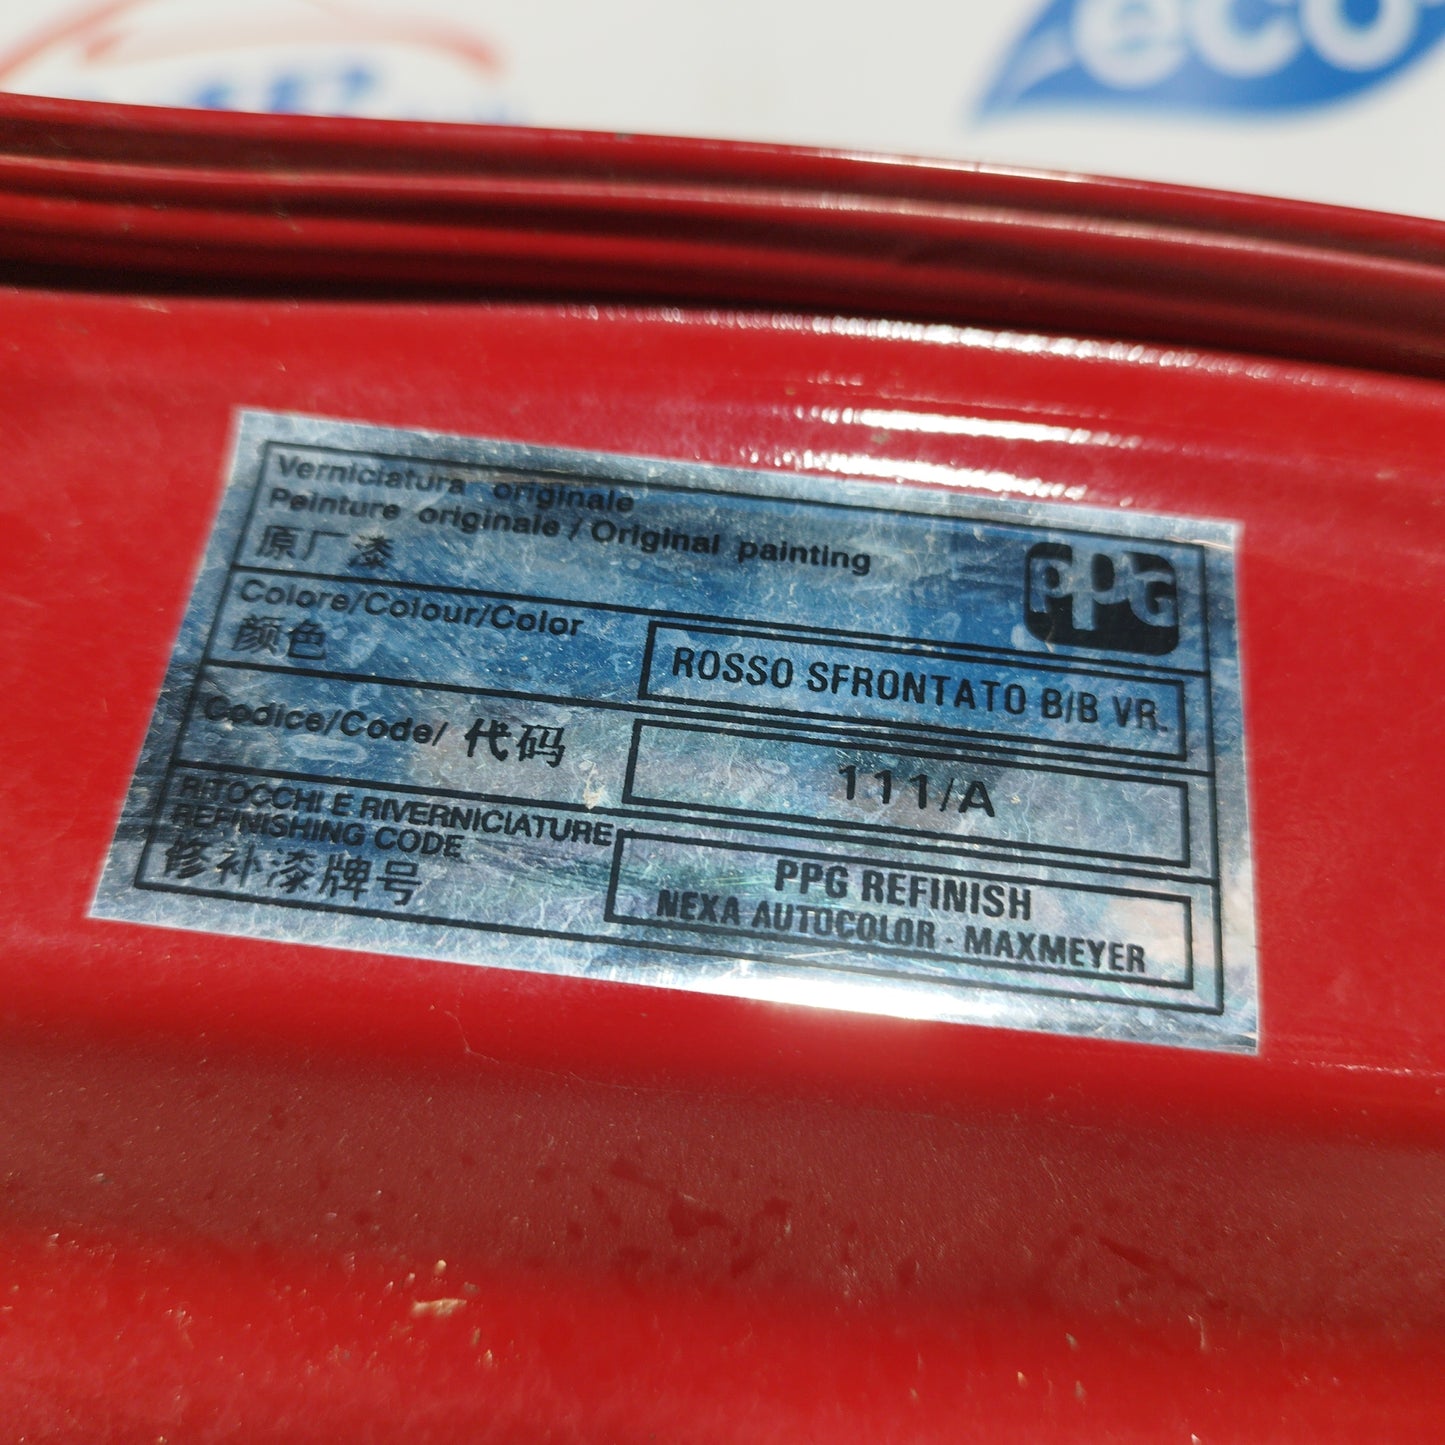 eco
Verniciatura originale
Peinture originale / Original painting
原厂漆
PPG
Colore/Colour/Color
颜色
ROSSO SFRONTATO B/B VR.
Codice/Code/ 代码
111/A
RITOCCHI E RIVERNICIATURE
REFINISHING CODE
修补漆牌号
PPG REFINISH
NEXA AUTOCOLOR - MAXMEYER